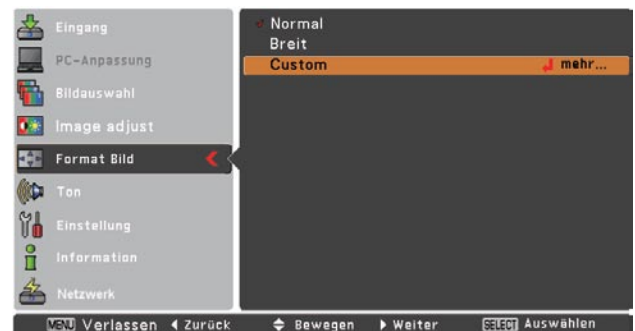 Eingang
PC-Anpassung
Bildauswahl
Image adjust
Format Bild
Ton
Einstellung
Information
Netzwerk
Normal
Breit
Custom mehr...
MENU Verlassen Zurück Bewegen Weiter SELECT Auswählen